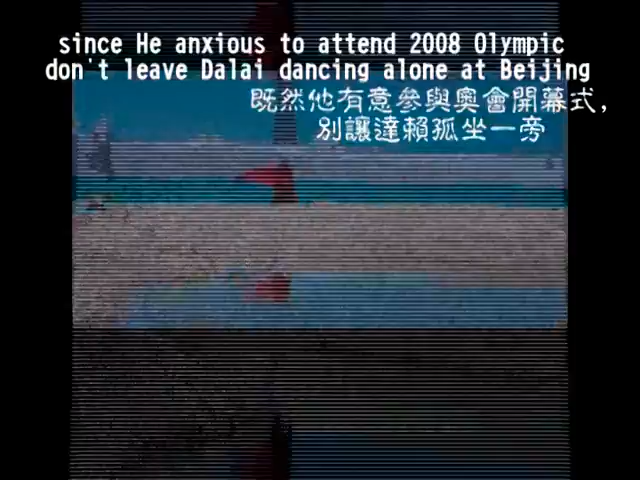 since He anxious to attend 2008 Olympic
don't leave Dalai dancing alone at Beijing
既然他有意參與奧會開幕式,
別讓達賴孤坐一旁